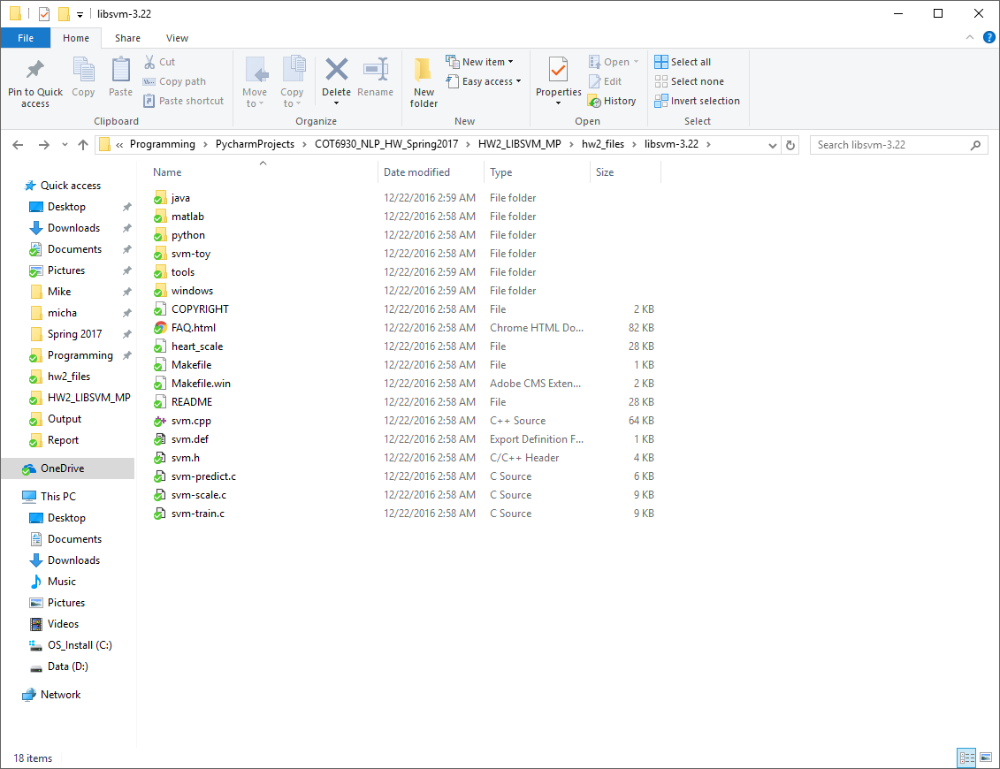 libsvm-3.22
File Home Share View
Pin to Quick access
Copy
Paste
Cut
Copy path
Paste shortcut
Clipboard
Move to
Copy to
Delete
Rename
Organize
New folder
New item
Easy access
New
Properties
Open
Edit
History
Open
Select all
Select none
Invert selection
Select
« Programming › PycharmProjects › COT6930_NLP_HW_Spring2017 › HW2_LIBSVM_MP › hw2_files › libsvm-3.22 ›
Search libsvm-3.22
Quick access
Desktop
Downloads
Documents
Pictures
Mike
micha
Spring 2017
Programming
hw2_files
HW2_LIBSVM_MP
Output
Report
OneDrive
This PC
Desktop
Documents
Downloads
Music
Pictures
Videos
OS_Install (C:)
Data (D:)
Network
Name Date modified Type Size
java 12/22/2016 2:59 AM File folder
matlab 12/22/2016 2:58 AM File folder
python 12/22/2016 2:58 AM File folder
svm-toy 12/22/2016 2:58 AM File folder
tools 12/22/2016 2:59 AM File folder
windows 12/22/2016 2:59 AM File folder
COPYRIGHT 12/22/2016 2:58 AM File 2 KB
FAQ.html 12/22/2016 2:58 AM Chrome HTML Do... 82 KB
heart_scale 12/22/2016 2:58 AM File 28 KB
Makefile 12/22/2016 2:58 AM File 1 KB
Makefile.win 12/22/2016 2:58 AM Adobe CMS Exten... 2 KB
README 12/22/2016 2:58 AM File 28 KB
svm.cpp 12/22/2016 2:58 AM C++ Source 64 KB
svm.def 12/22/2016 2:58 AM Export Definition F... 1 KB
svm.h 12/22/2016 2:58 AM C/C++ Header 4 KB
svm-predict.c 12/22/2016 2:58 AM C Source 6 KB
svm-scale.c 12/22/2016 2:58 AM C Source 9 KB
svm-train.c 12/22/2016 2:58 AM C Source 9 KB
18 items